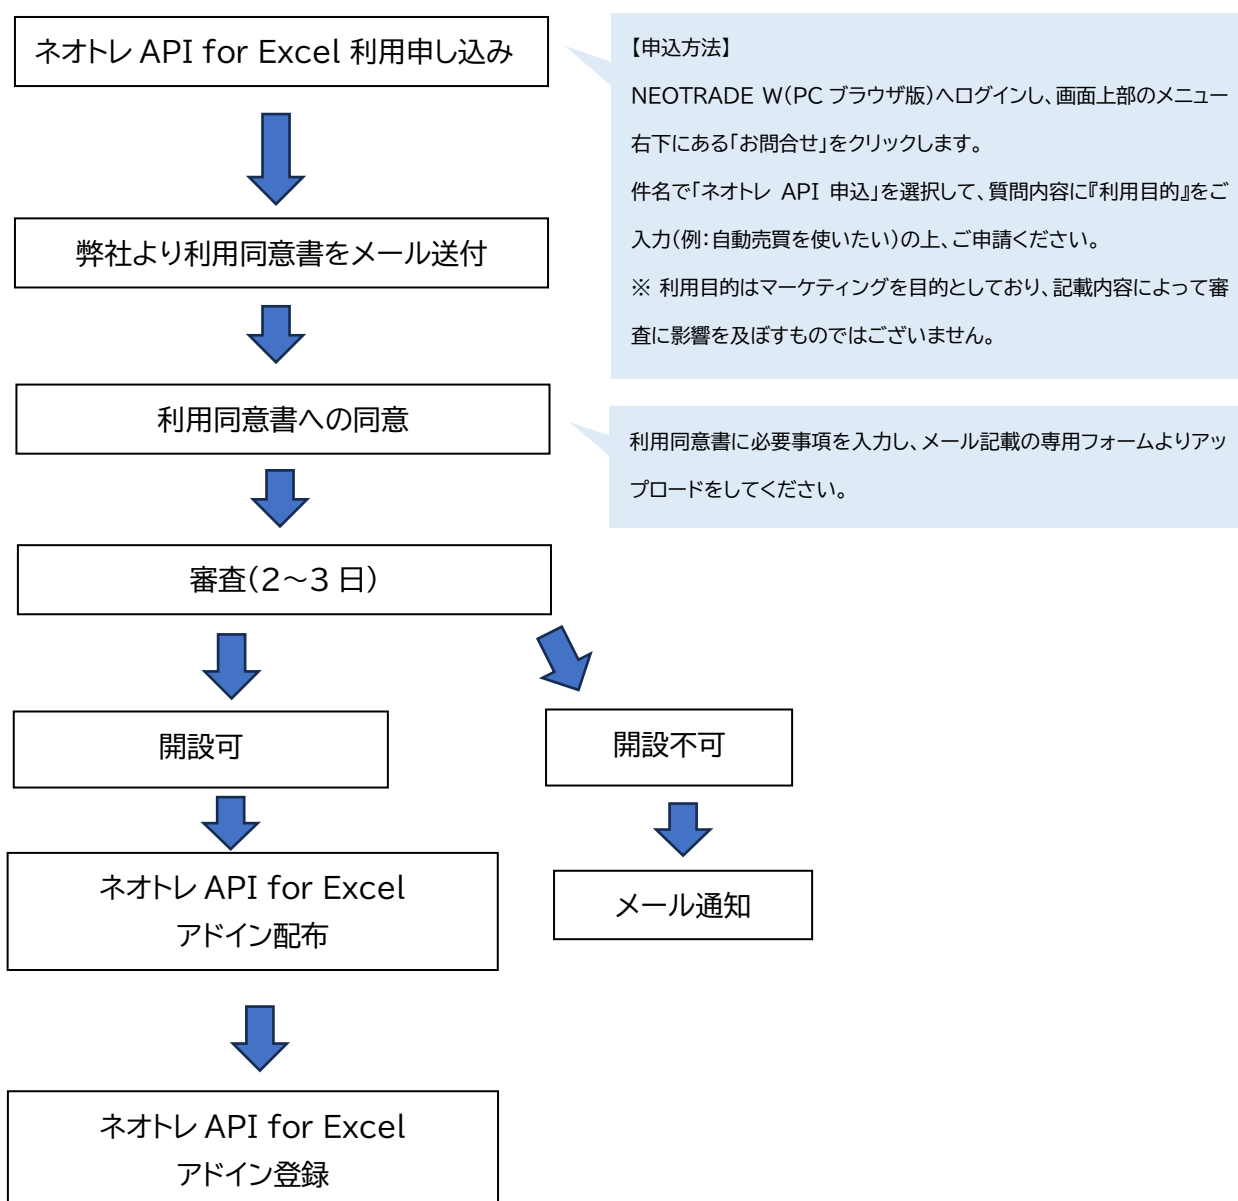 ネオトレ API for Excel 利用申し込み
【申込方法】
NEOTRADE W(PC ブラウザ版)へログインし、画面上部のメニュー
右下にある「お問合せ」をクリックします。
件名で「ネオトレ API 申込」を選択して、質問内容に『利用目的』をご
入力(例:自動売買を使いたい)の上、ご申請ください。
※ 利用目的はマーケティングを目的としており、記載内容によって審
査に影響を及ぼすものではございません。
弊社より利用同意書をメール送付
利用同意書への同意
利用同意書に必要事項を入力し、メール記載の専用フォームよりアッ
プロードをしてください。
審査(2~3 日)
開設可
開設不可
ネオトレ API for Excel
アドイン配布
メール通知
ネオトレ API for Excel
アドイン登録